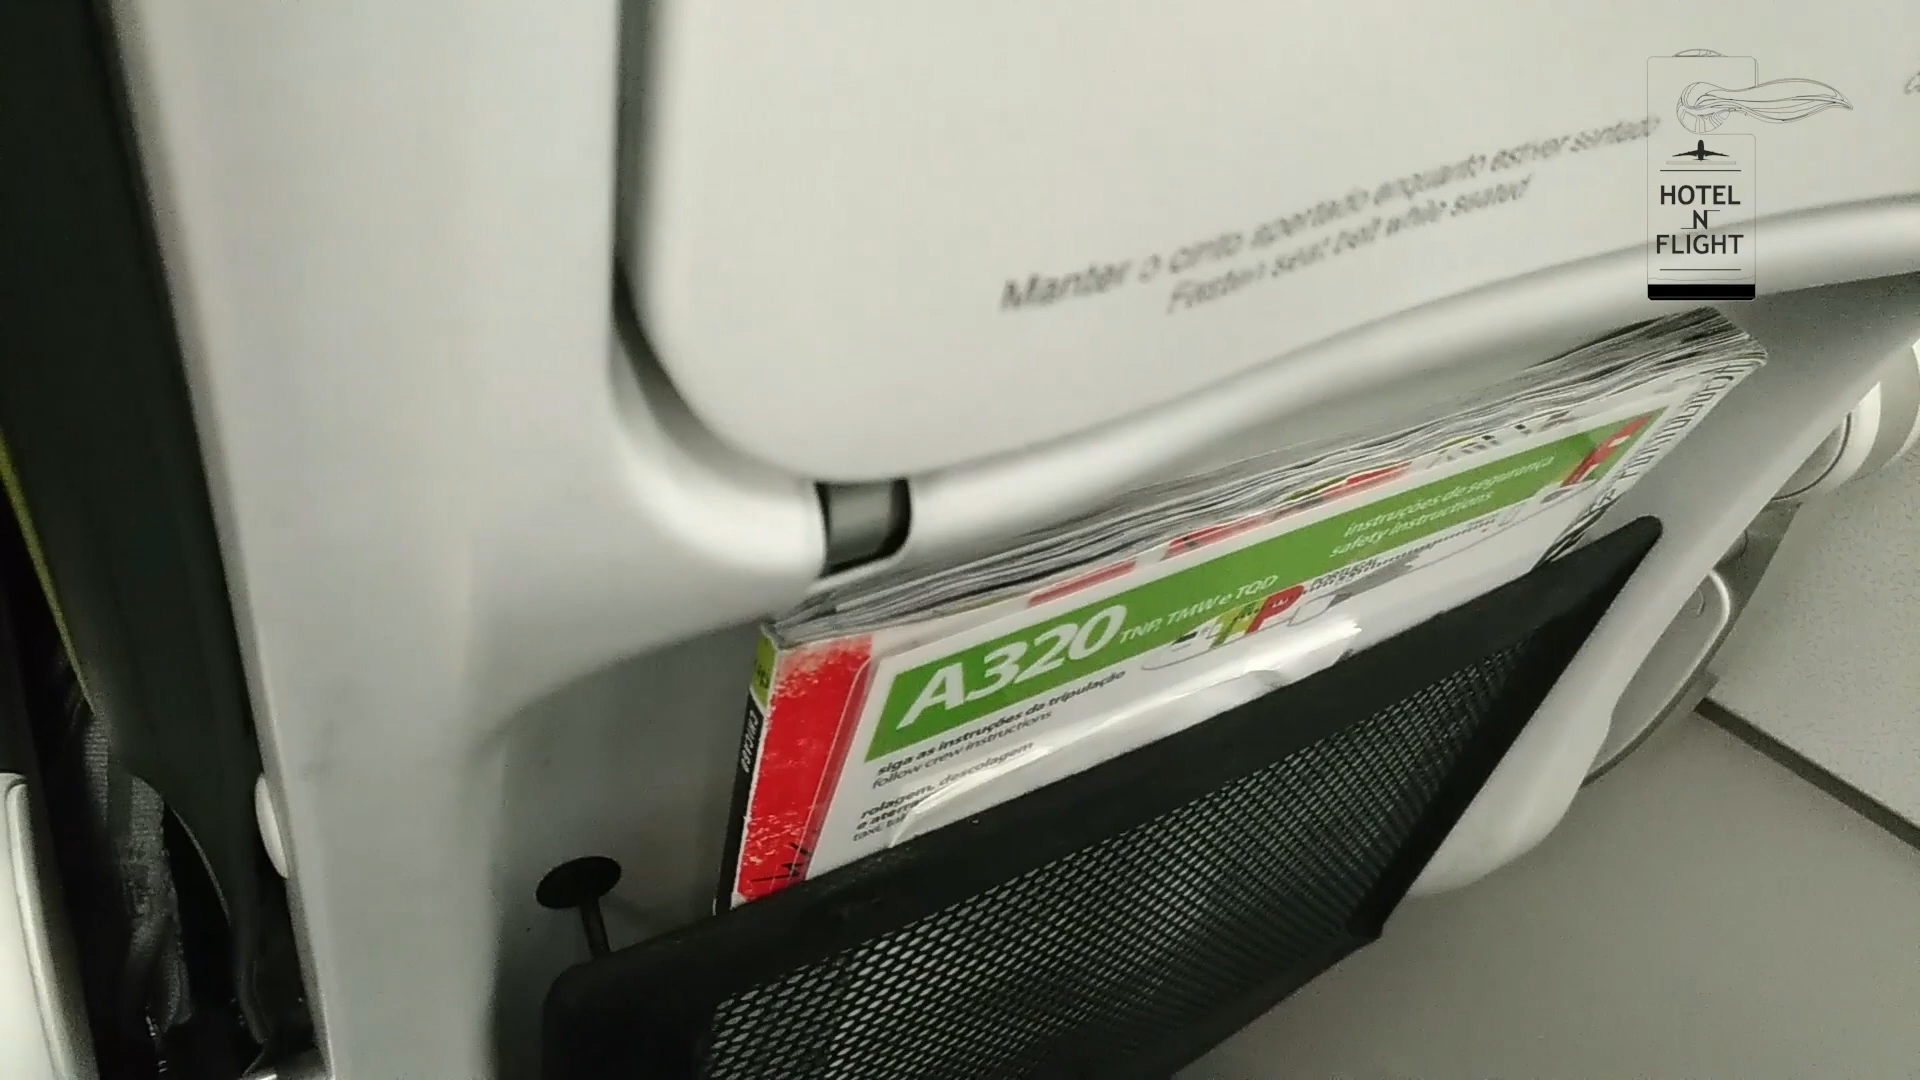 Manter o cinto apertado enquanto estiver sentado
Fasten seat belt while seated
HOTEL
N
FLIGHT
instruções de segurança
safety instructions
A320 TNP, TMW e TQD
siga as instruções da tripulação
follow crew instructions
rolagem, descolagem